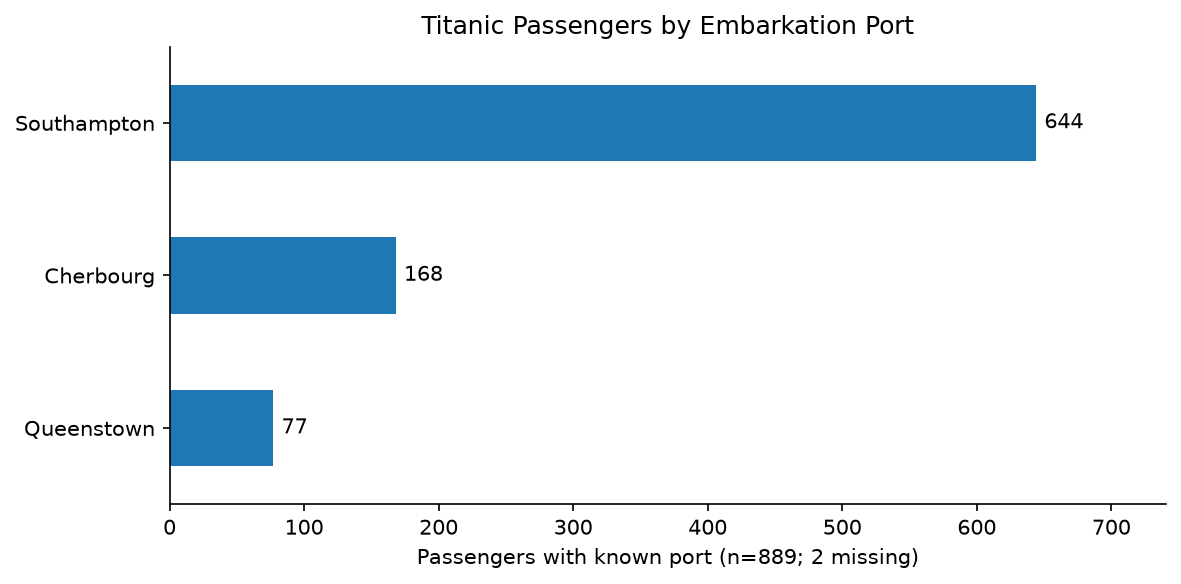 Titanic Passengers by Embarkation Port
Southampton
644
Cherbourg
168
Queenstown
77
0 100 200 300 400 500 600 700
Passengers with known port (n=889; 2 missing)